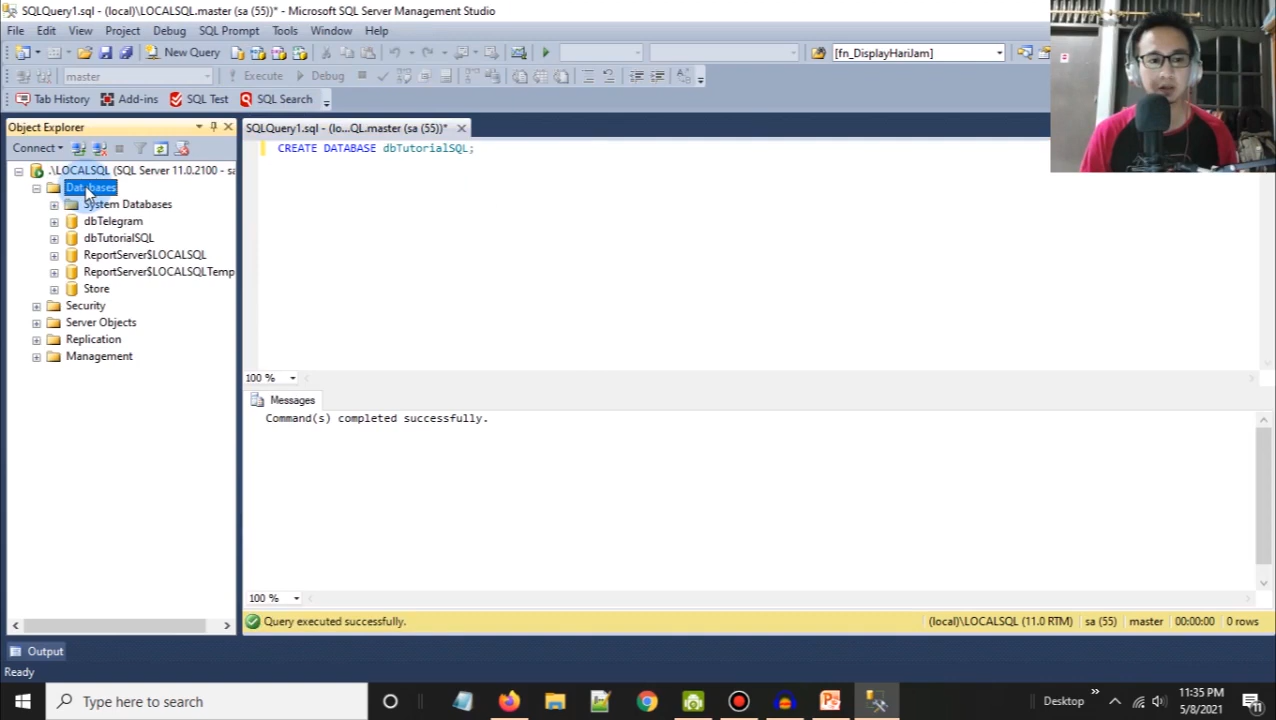 SQLQuery1.sql - (local)\LOCALSQL.master (sa (55))* - Microsoft SQL Server Management Studio
File Edit View Project Debug SQL Prompt Tools Window Help
New Query [fn_DisplayHariJam]
master Execute Debug
Tab History Add-ins SQL Test SQL Search
Object Explorer
SQLQuery1.sql - (lo...QL.master (sa (55))*
Connect
CREATE DATABASE dbTutorialSQL;
.\LOCALSQL (SQL Server 11.0.2100 - sa
Databases
System Databases
dbTelegram
dbTutorialSQL
ReportServer$LOCALSQL
ReportServer$LOCALSQLTemp
Store
Security
Server Objects
Replication
Management
100 %
Messages
Command(s) completed successfully.
100 %
Query executed successfully. (local)\LOCALSQL (11.0 RTM) sa (55) master 00:00:00 0 rows
Output
Ready
Type here to search
Desktop
11:35 PM
5/8/2021
11